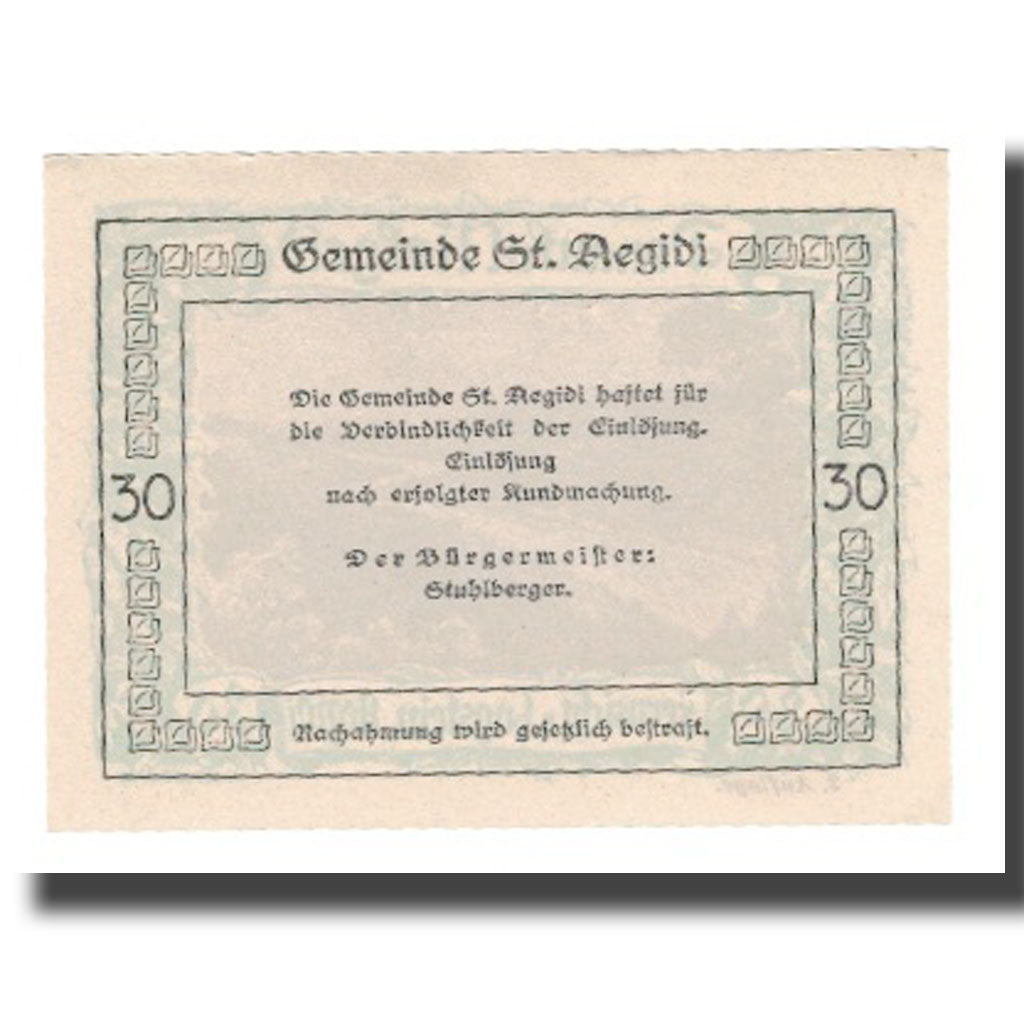 Gemeinde St. Aegidi
Die Gemeinde St. Aegidi haftet für
die Verbindlichkeit der Einlösung.
Einlösung
nach erfolgter Kundmachung.
30
30
Der Bürgermeister:
Stuhlberger.
Nachahmung wird gesetzlich bestraft.